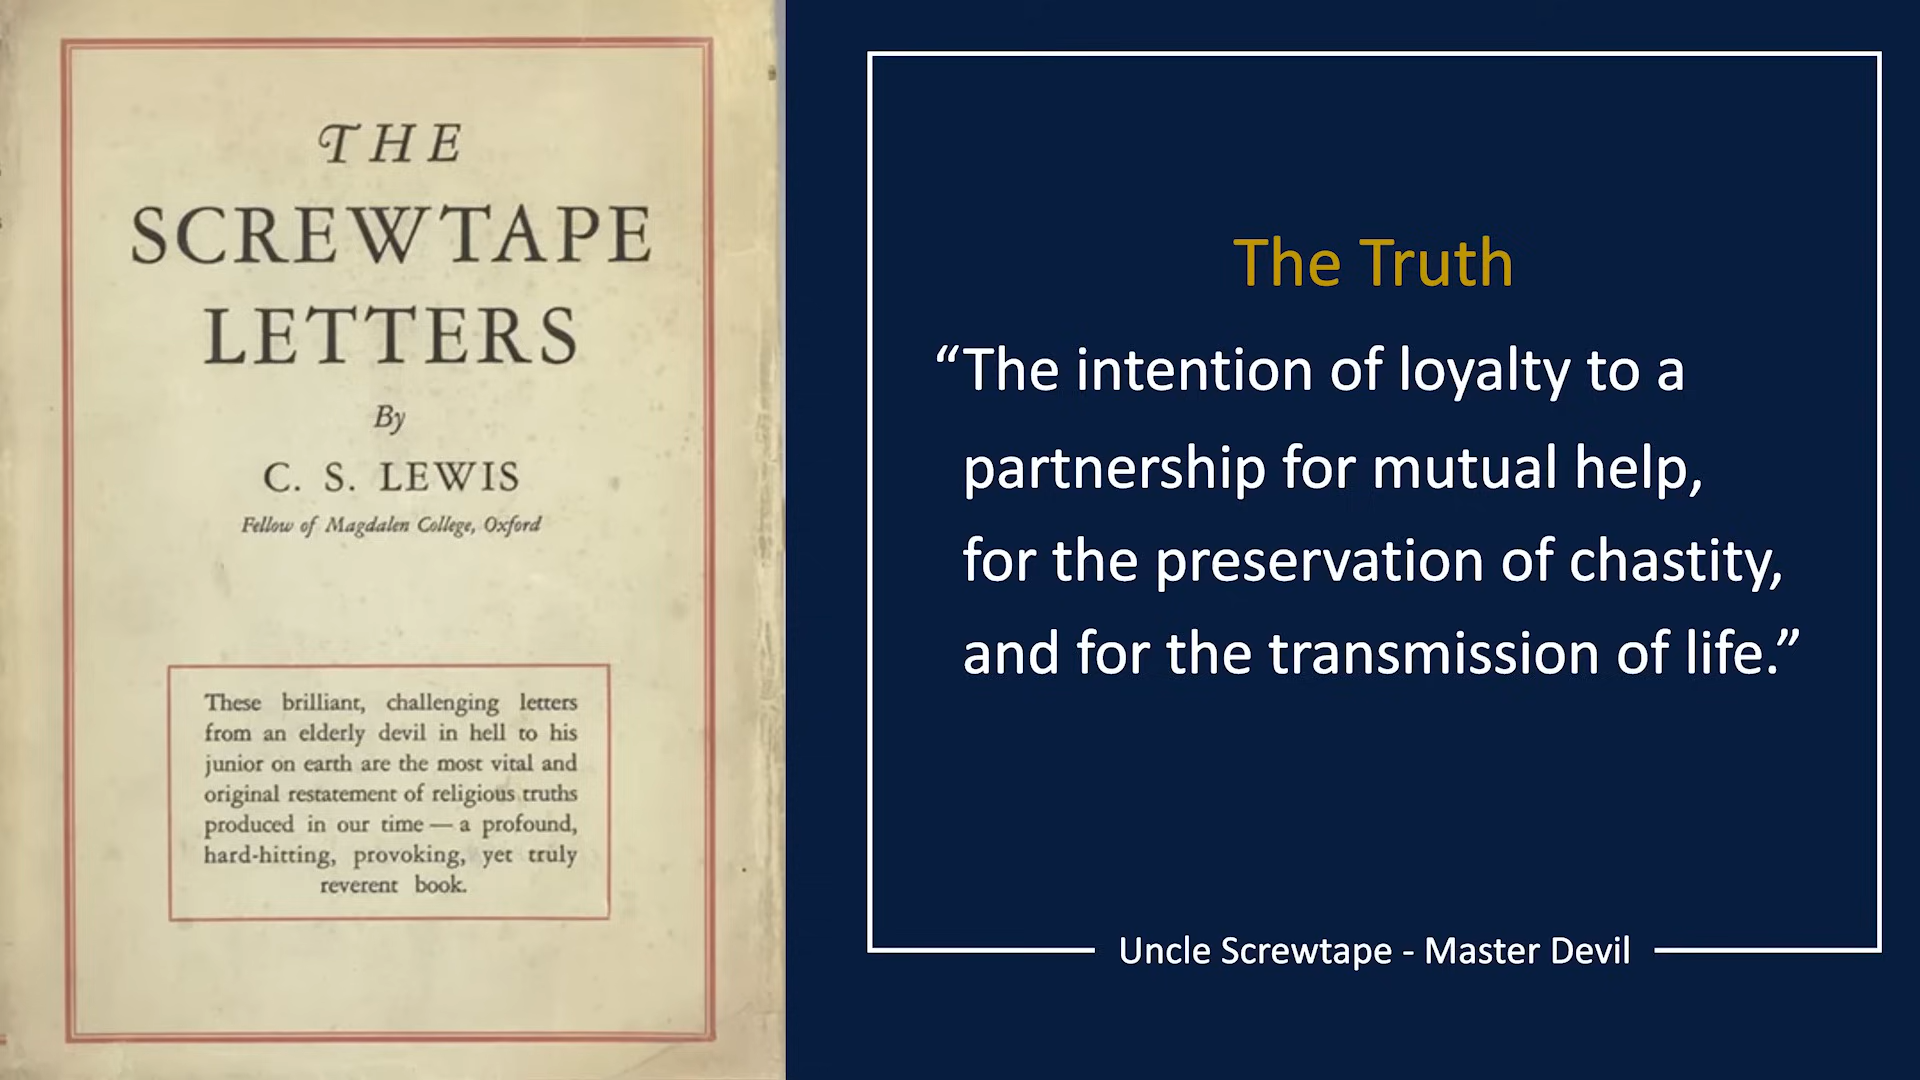 THE
SCREWTAPE
LETTERS
By
C. S. LEWIS
Fellow of Magdalen College, Oxford
These brilliant, challenging letters
from an elderly devil in hell to his
junior on earth are the most vital and
original restatement of religious truths
produced in our time — a profound,
hard-hitting, provoking, yet truly
reverent book.
The Truth
“The intention of loyalty to a
partnership for mutual help,
for the preservation of chastity,
and for the transmission of life.”
Uncle Screwtape - Master Devil